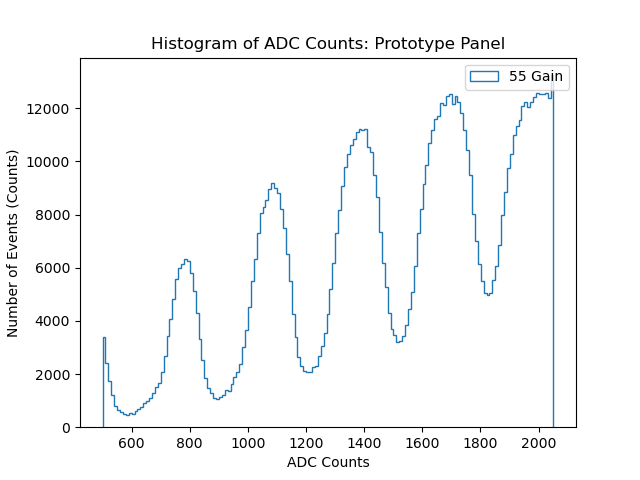 Histogram of ADC Counts: Prototype Panel
55 Gain
Number of Events (Counts)
12000
10000
8000
6000
4000
2000
0
600 800 1000 1200 1400 1600 1800 2000
ADC Counts